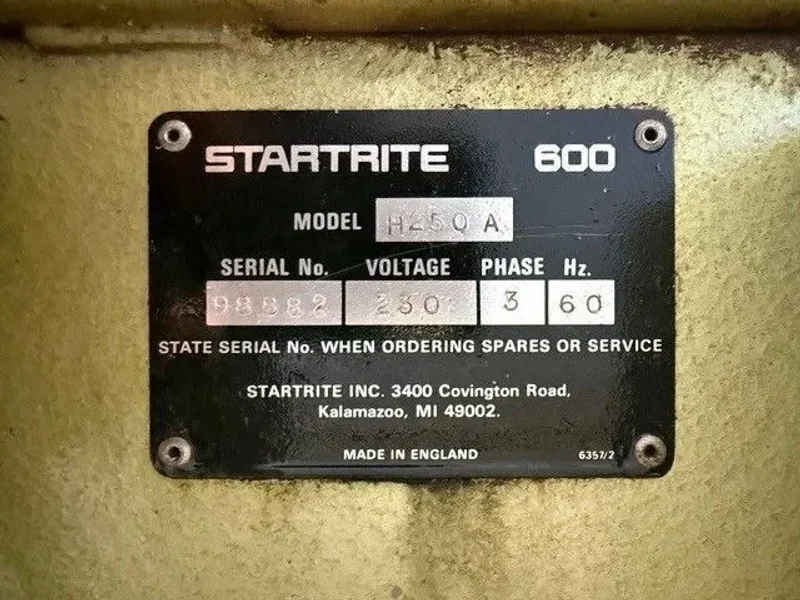 STARTRITE 600
MODEL H250 A
SERIAL No. VOLTAGE PHASE Hz.
98882 230 3 60
STATE SERIAL No. WHEN ORDERING SPARES OR SERVICE
STARTRITE INC. 3400 Covington Road,
Kalamazoo, MI 49002.
MADE IN ENGLAND 6357/2